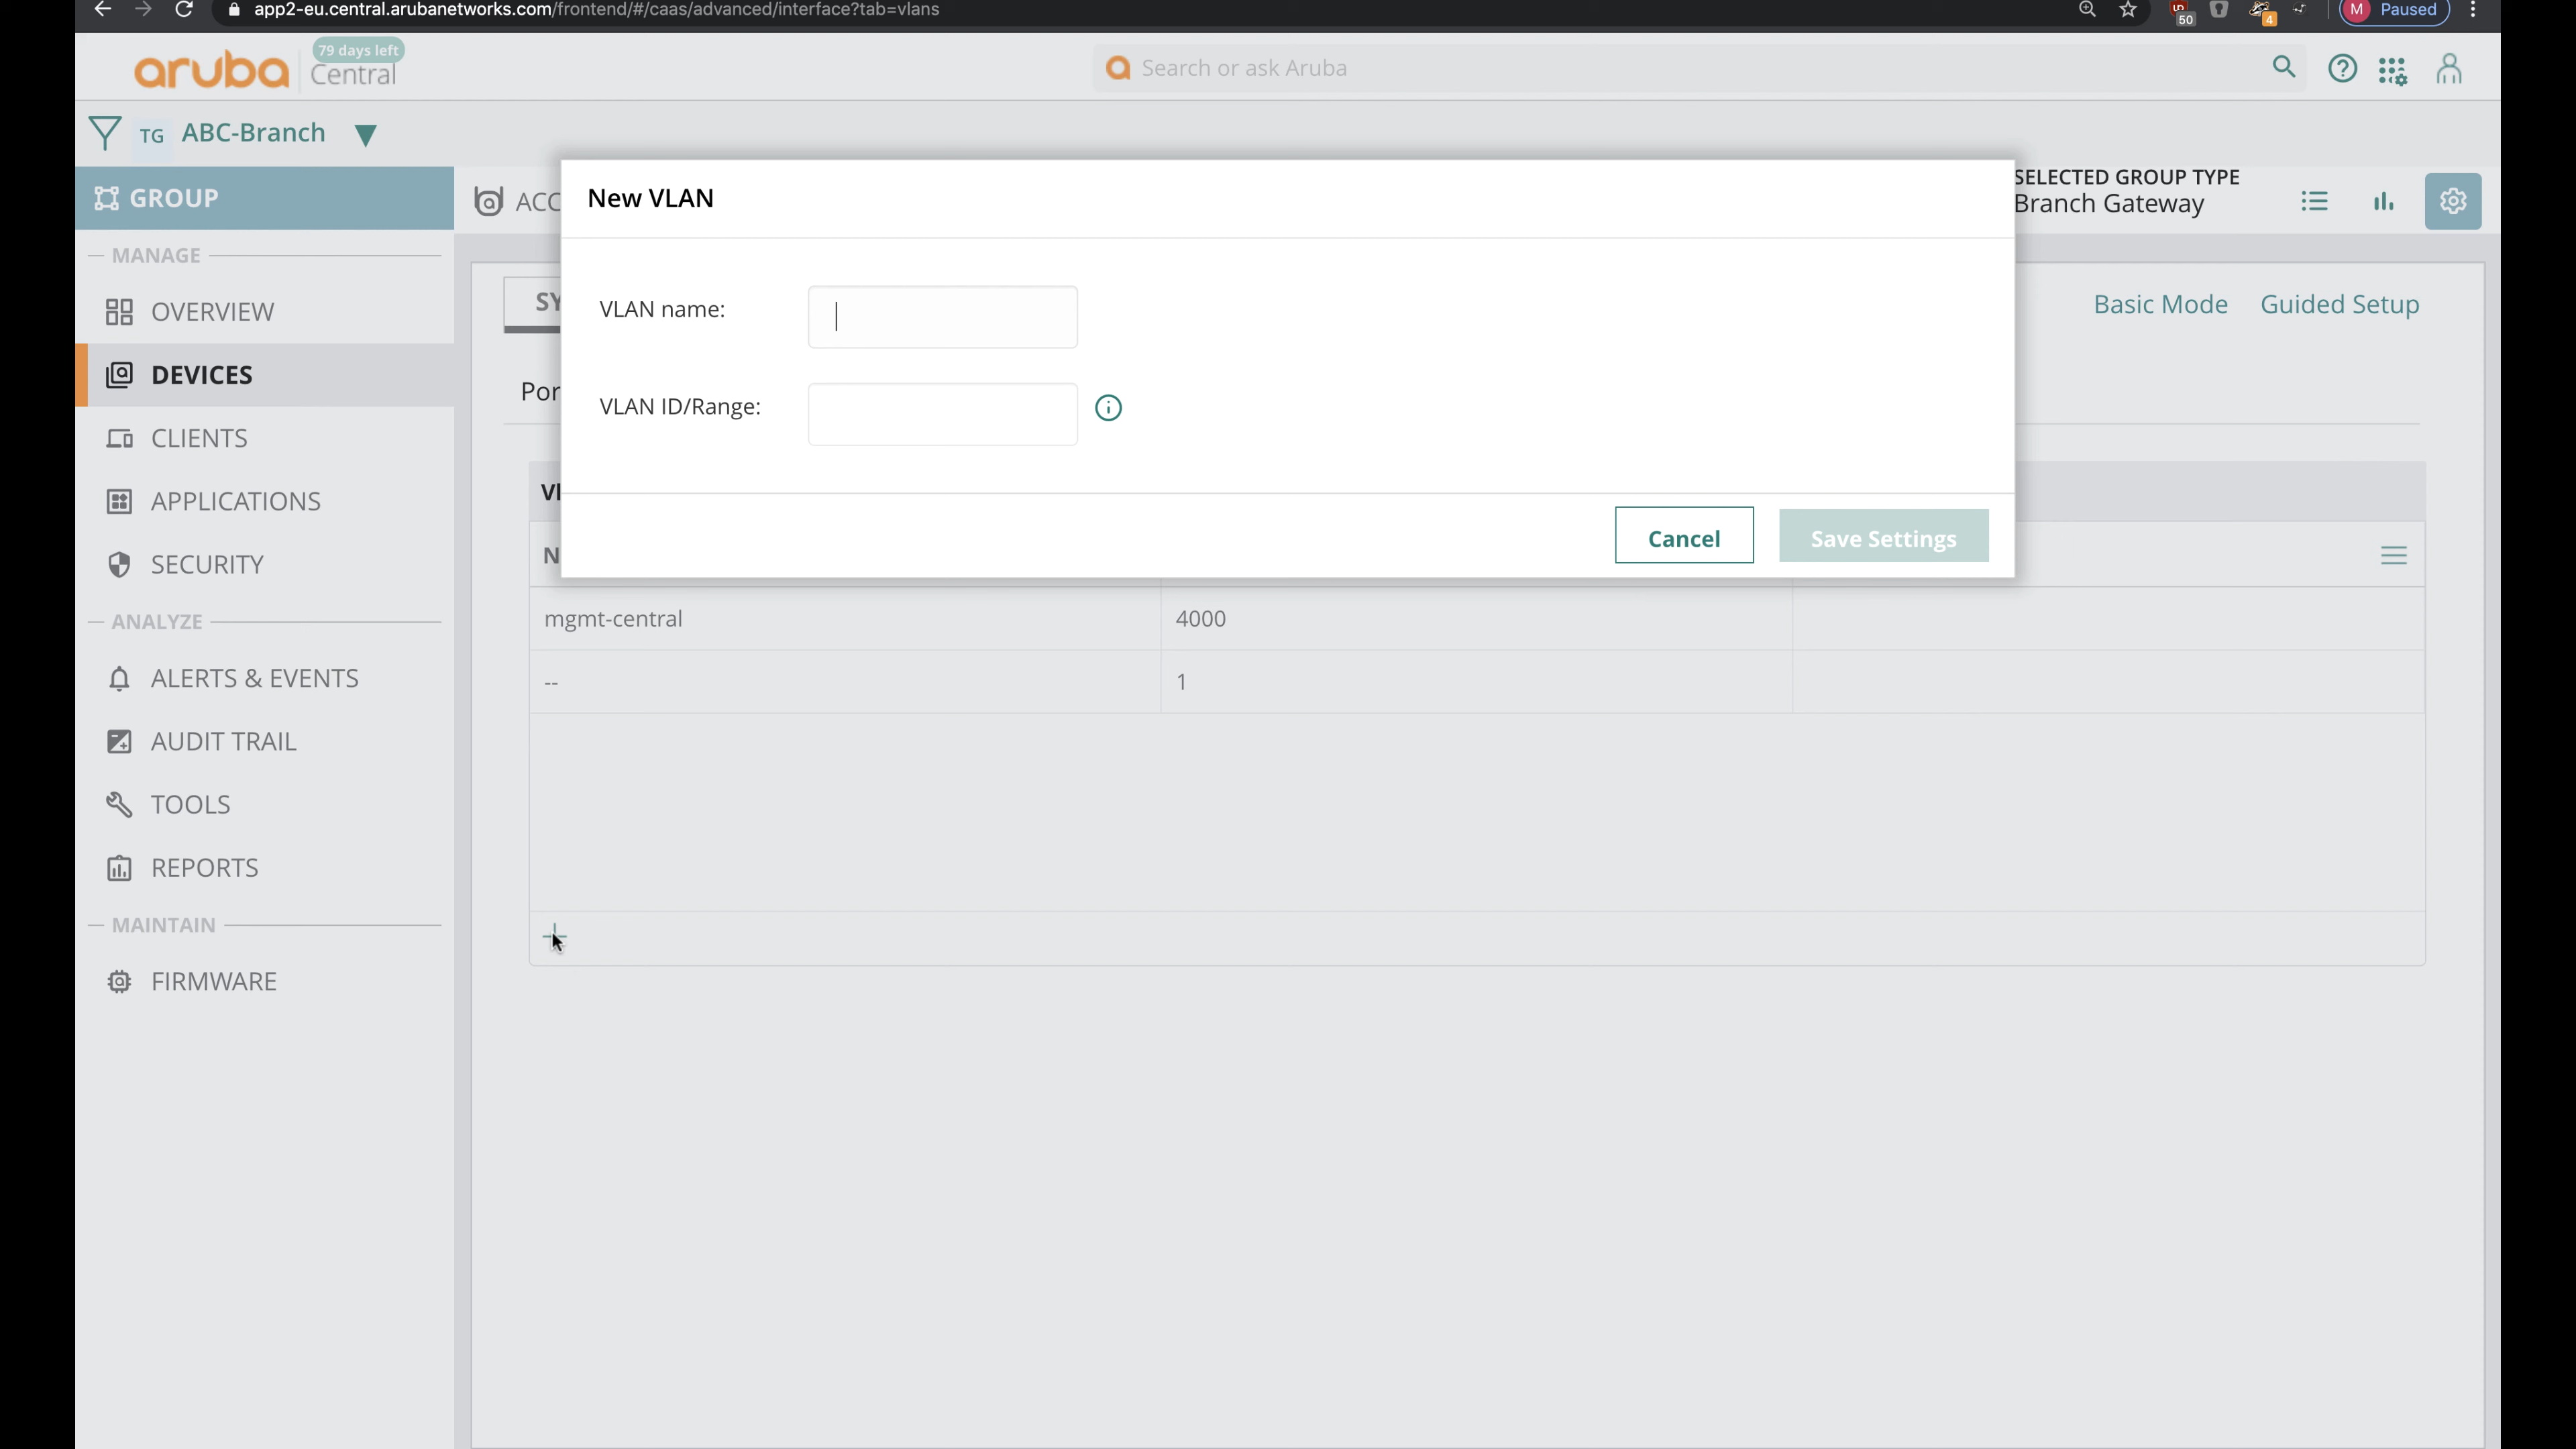 app2-eu.central.arubanetworks.com/frontend/#/caas/advanced/interface?tab=vlans
50
4
M
Paused
aruba
79 days left
Central
Search or ask Aruba
TG
ABC-Branch
GROUP
MANAGE
OVERVIEW
DEVICES
CLIENTS
APPLICATIONS
SECURITY
ANALYZE
ALERTS & EVENTS
AUDIT TRAIL
TOOLS
REPORTS
MAINTAIN
FIRMWARE
ACC
SELECTED GROUP TYPE
Branch Gateway
SY
Basic Mode
Guided Setup
Por
New VLAN
VLAN name:
VLAN ID/Range:
Cancel
Save Settings
N
mgmt-central
4000
--
1